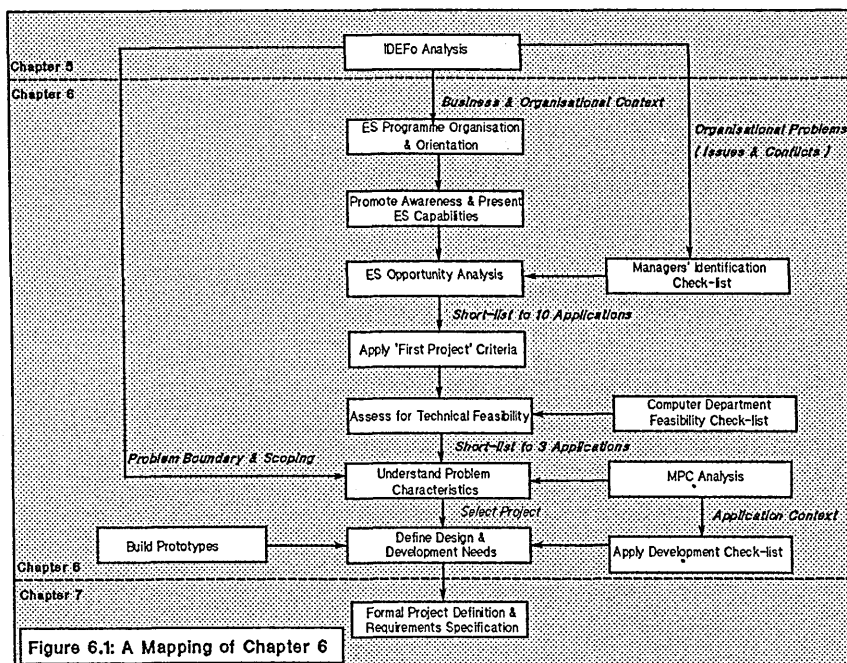 IDEFo Analysis
Chapter 5
Chapter 6
Business & Organisational Context
ES Programme Organisation
& Orientation
Organisational Problems
( Issues & Conflicts )
Promote Awareness & Present
ES Capabilities
ES Opportunity Analysis
Managers' Identification
Check-list
Short-list to 10 Applications
Apply 'First Project' Criteria
Assess for Technical Feasibility
Computer Department
Feasibility Check-list
Short-list to 3 Applications
Problem Boundary & Scoping
Understand Problem
Characteristics
MPC Analysis
Select Project
Application Context
Build Prototypes
Define Design &
Development Needs
Apply Development Check-list
Chapter 6
Chapter 7
Formal Project Definition &
Requirements Specification
Figure 6.1: A Mapping of Chapter 6